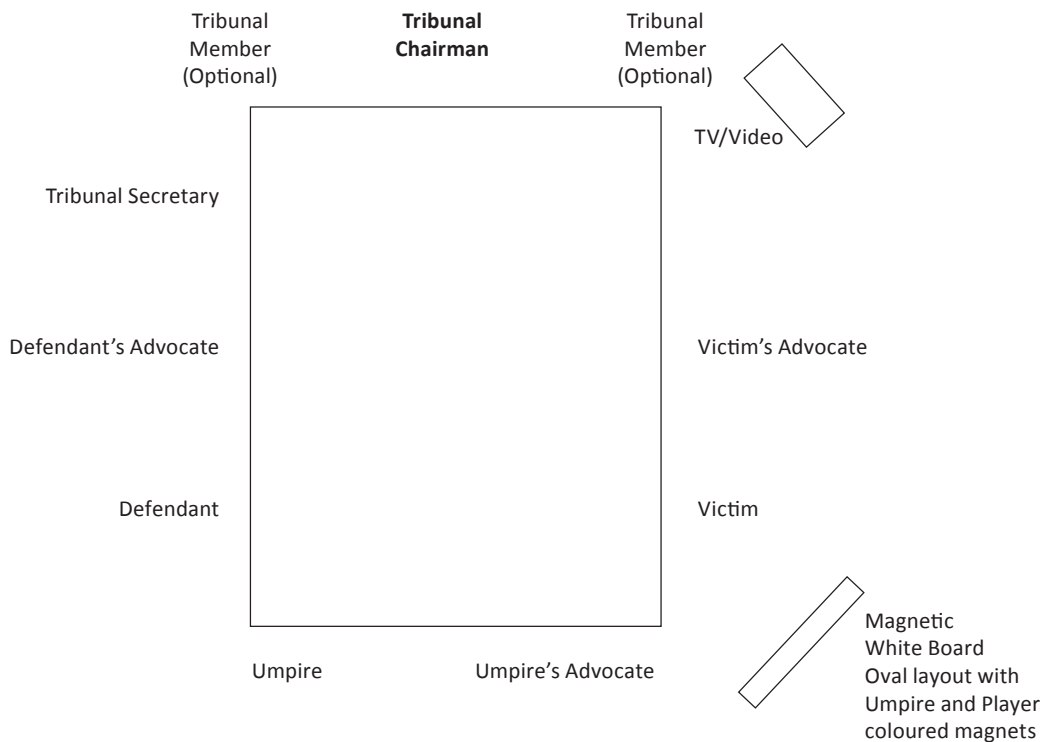 Tribunal
Member
(Optional)
Tribunal
Chairman
Tribunal
Member
(Optional)
TV/Video
Tribunal Secretary
Defendant’s Advocate
Victim’s Advocate
Defendant
Victim
Magnetic
White Board
Oval layout with
Umpire and Player
coloured magnets
Umpire
Umpire’s Advocate